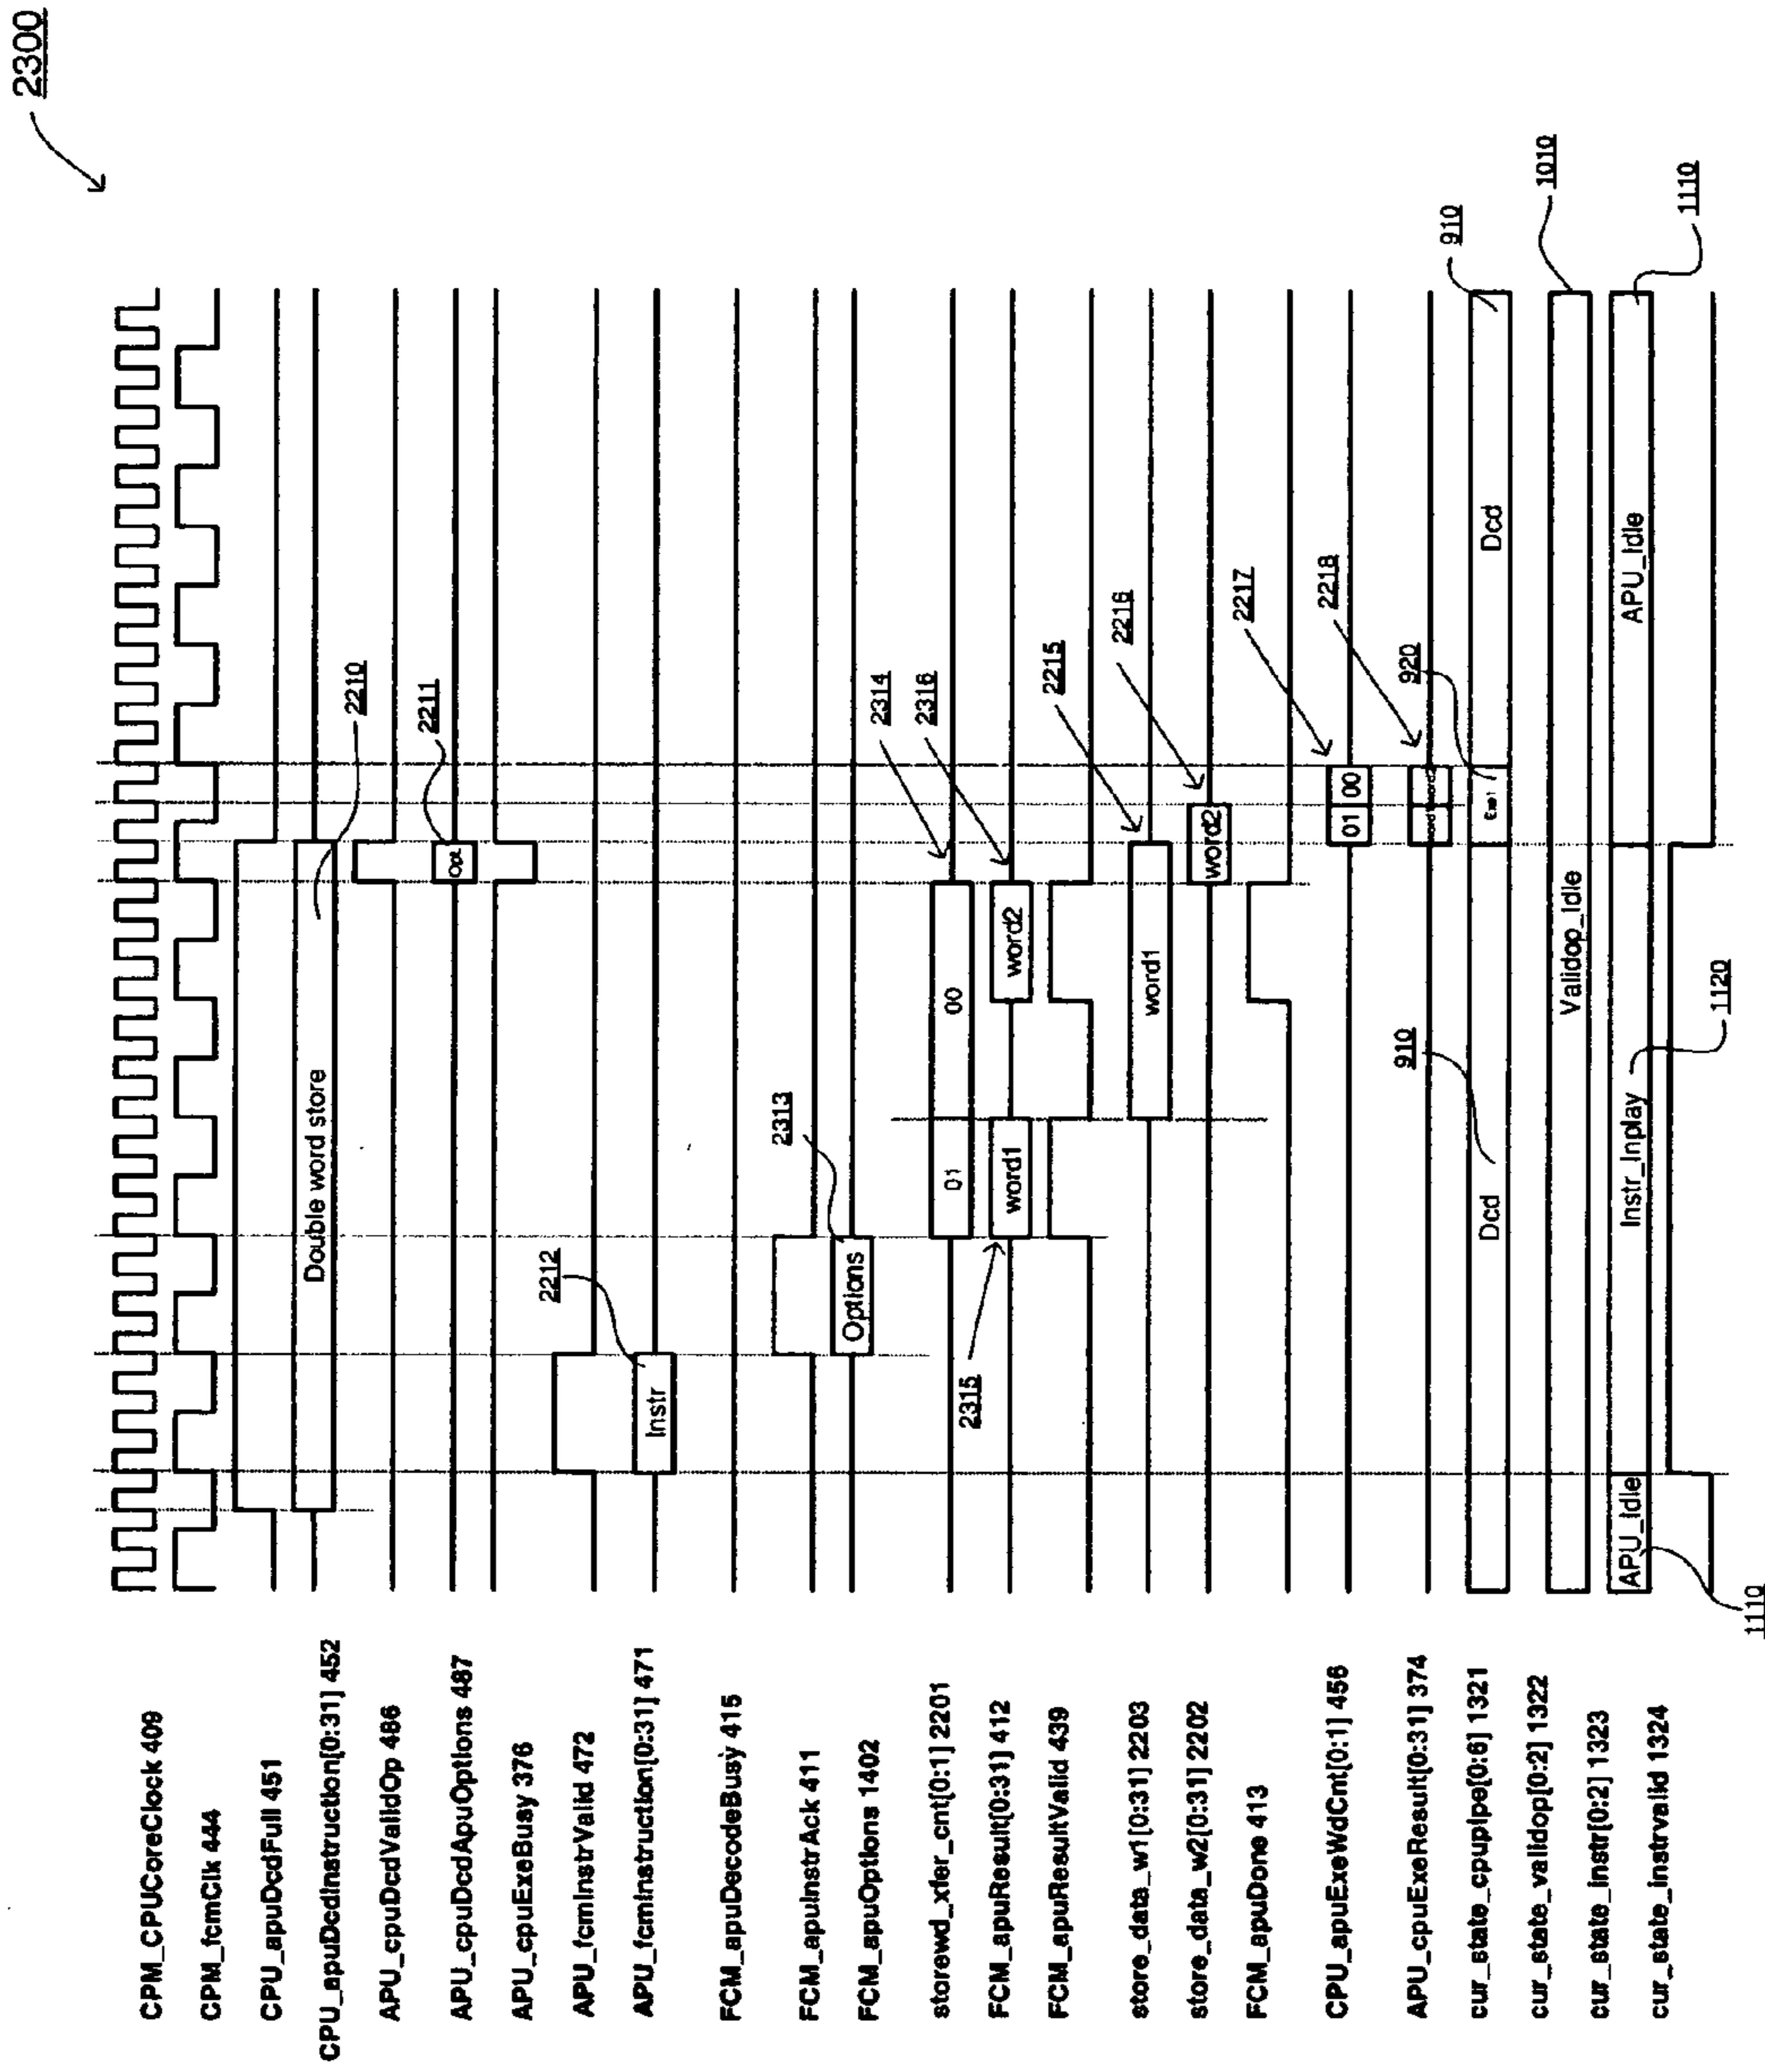 2300
CPM_CPUCoreClock 409
CPM_fcmClk 444
CPU_apuDcdFull 451
CPU_apuDcdInstruction[0:31] 452
Double word store
2210
APU_cpuDcdValidOp 486
APU_cpuDcdApuOptions 487
Opt.
2211
APU_cpuExeBusy 376
APU_fcmInstrValid 472
2212
APU_fcmInstruction[0:31] 471
Instr
FCM_apuDecodeBusy 415
FCM_apuInstrAck 411
2313
FCM_apuOptions 1402
Options
2314
storewd_xfer_cnt[0:1] 2201
01
00
2316
FCM_apuResult[0:31] 412
2315
word1
word2
FCM_apuResultValid 439
2215
store_data_w1[0:31] 2203
word1
2216
store_data_w2[0:31] 2202
word2
FCM_apuDone 413
2217
CPU_apuExeWdCnt[0:1] 456
01
00
2218
APU_cpuExeResult[0:31] 374
word1
word2
920
910
910
cur_state_cpupipe[0:6] 1321
Dcd
Exe1
Dcd
1010
cur_state_validop[0:2] 1322
Validop_Idle
cur_state_instr[0:2] 1323
APU_Idle
Instr_Inplay
APU_Idle
1110
cur_state_instrvalid 1324
1110
1120